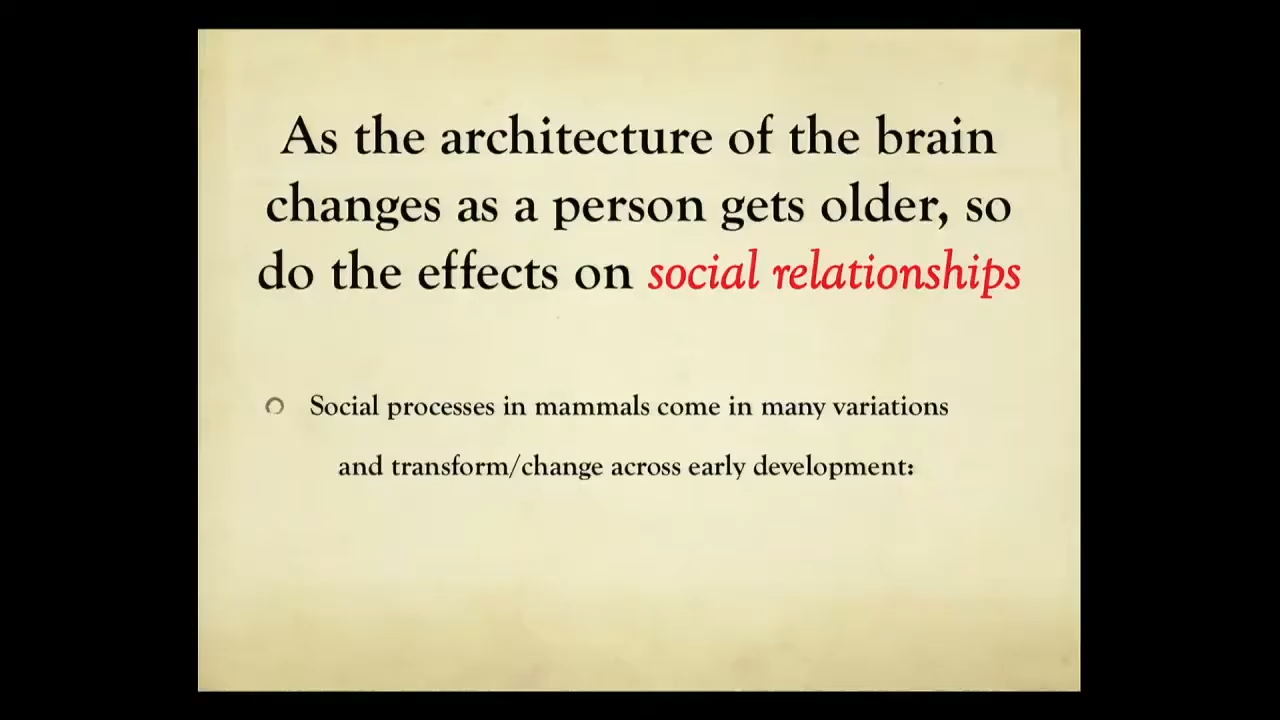 As the architecture of the brain
changes as a person gets older, so
do the effects on social relationships
Social processes in mammals come in many variations
and transform/change across early development: